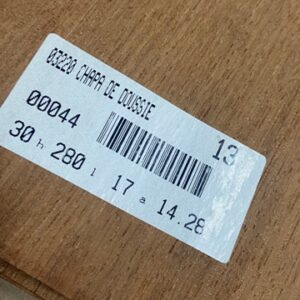 03220 CHAPA DE DOUSSIE
00044 13
30 h 280 l 17 a 14.28